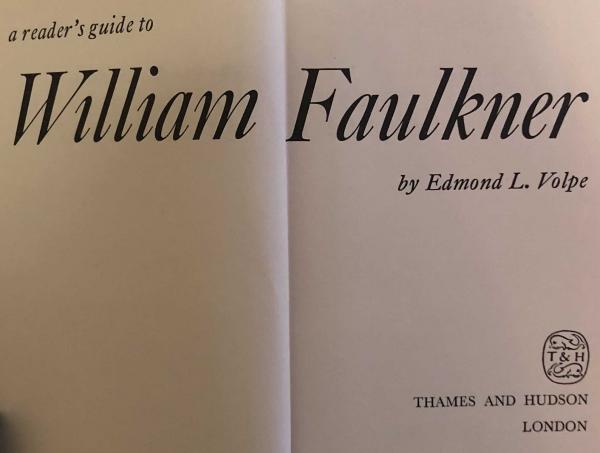 a reader's guide to
William Faulkner
by Edmond L. Volpe
T & H
THAMES AND HUDSON
LONDON